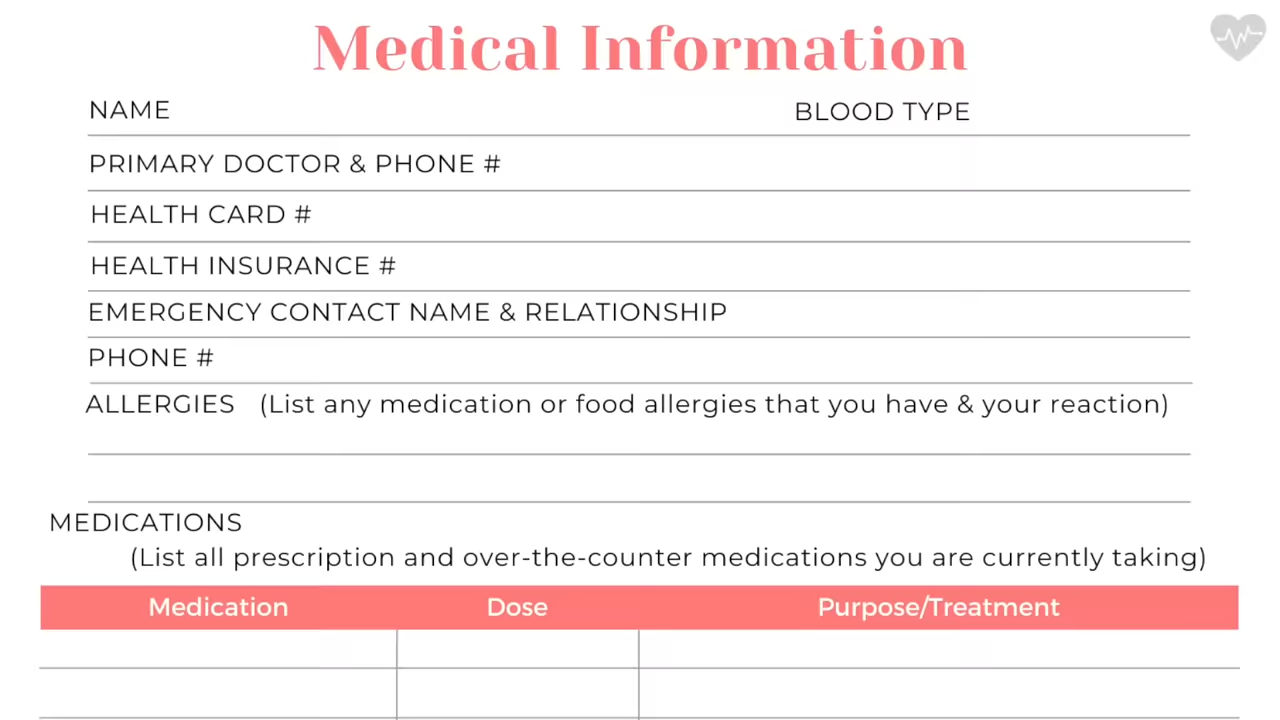 Medical Information
NAME BLOOD TYPE
PRIMARY DOCTOR & PHONE #
HEALTH CARD #
HEALTH INSURANCE #
EMERGENCY CONTACT NAME & RELATIONSHIP
PHONE #
ALLERGIES (List any medication or food allergies that you have & your reaction)
MEDICATIONS
(List all prescription and over-the-counter medications you are currently taking)
Medication Dose Purpose/Treatment